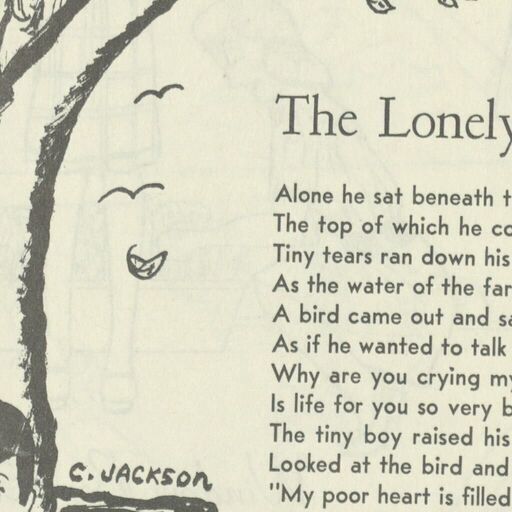 The Lonely
Alone he sat beneath t
The top of which he co
Tiny tears ran down his
As the water of the far
A bird came out and sa
As if he wanted to talk
Why are you crying my
Is life for you so very b
The tiny boy raised his
Looked at the bird and
"My poor heart is filled
C. JACKSON